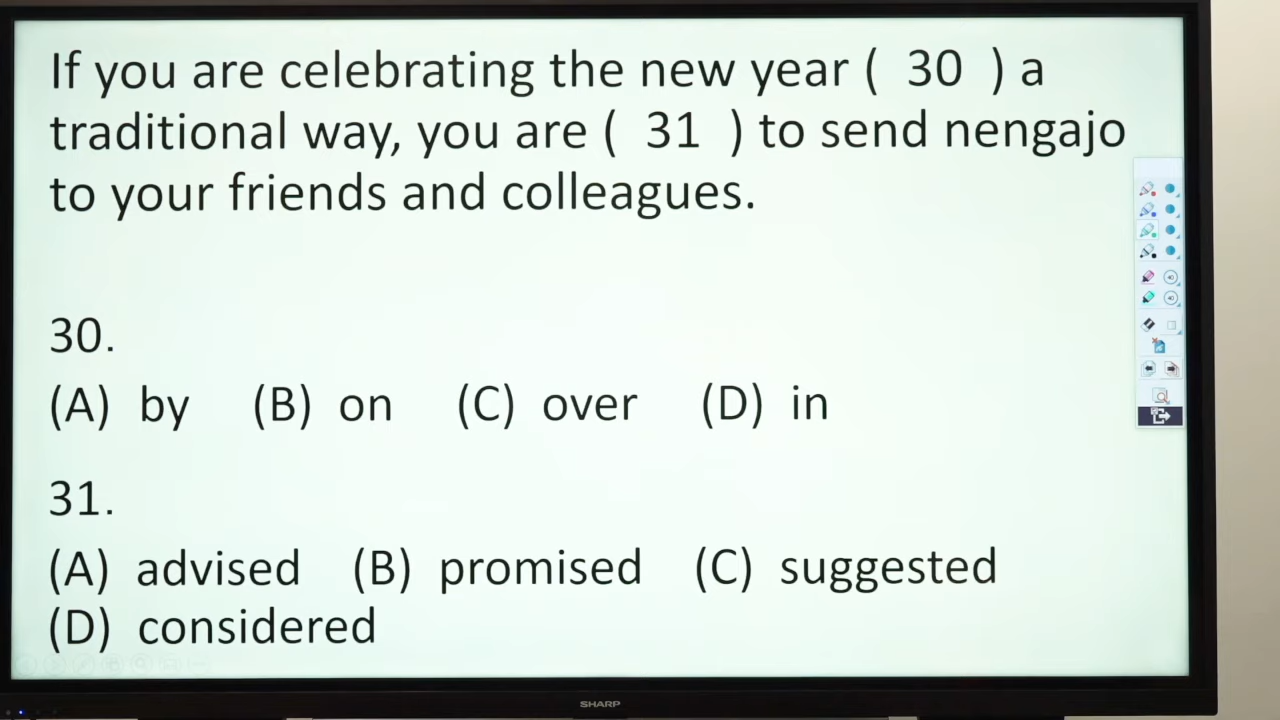 If you are celebrating the new year ( 30 ) a
traditional way, you are ( 31 ) to send nengajo
to your friends and colleagues.
30.
(A) by (B) on (C) over (D) in
31.
(A) advised (B) promised (C) suggested
(D) considered
SHARP